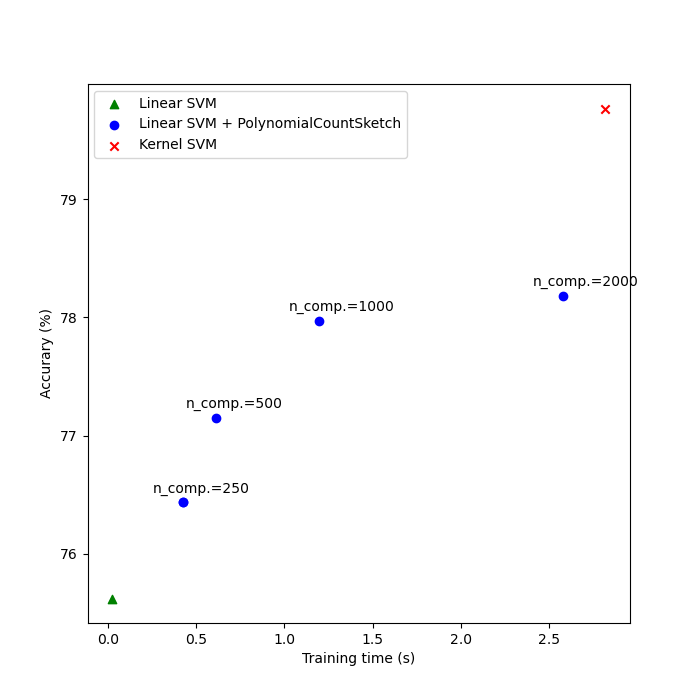 Linear SVM
Linear SVM + PolynomialCountSketch
Kernel SVM
79
n_comp.=2000
78
n_comp.=1000
n_comp.=500
77
n_comp.=250
76
Accurary (%)
0.0 0.5 1.0 1.5 2.0 2.5
Training time (s)